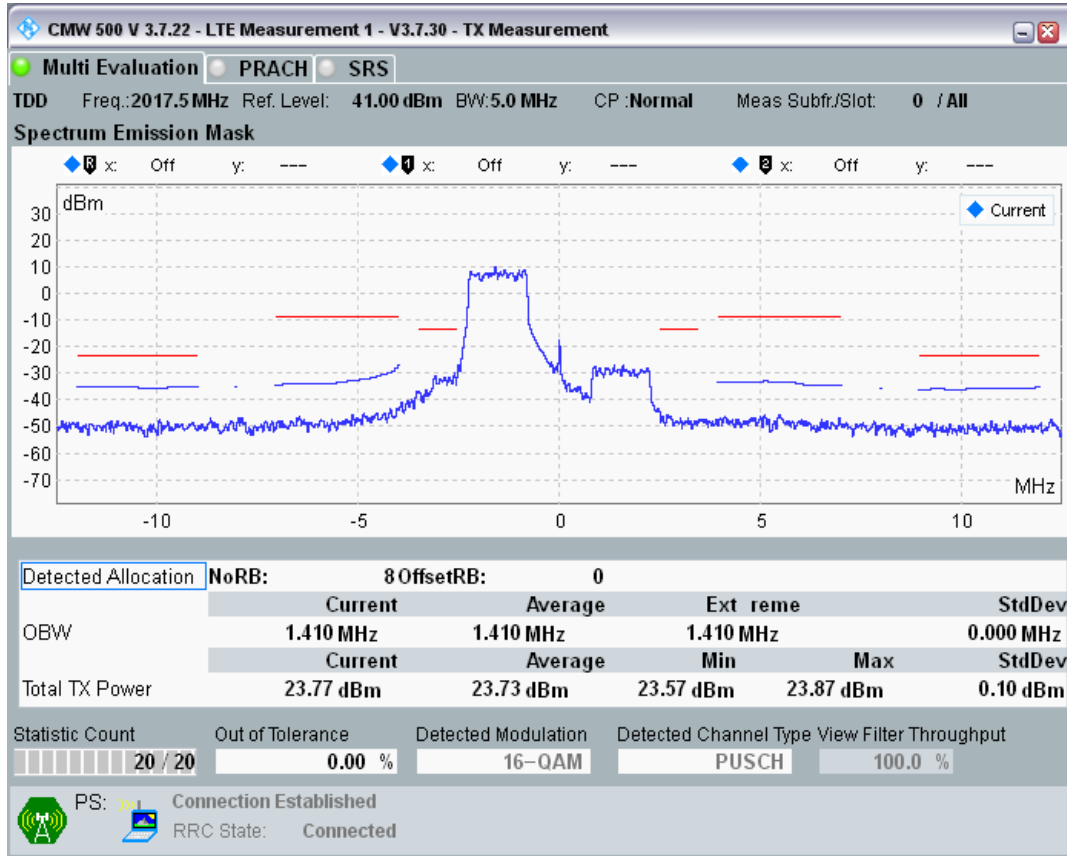 CMW 500 V 3.7.22 - LTE Measurement 1 - V3.7.30 - TX Measurement
Multi Evaluation PRACH SRS
TDD Freq.:2017.5 MHz Ref. Level: 41.00 dBm BW:5.0 MHz CP :Normal Meas Subfr./Slot: 0 / All
Spectrum Emission Mask
R x: Off y: --- 1 x: Off y: --- 2 x: Off y: ---
dBm
Current
30
20
10
0
-10
-20
-30
-40
-50
-60
-70
MHz
-10 -5 0 5 10
Detected Allocation NoRB: 8 OffsetRB: 0
Current Average Ext reme StdDev
OBW 1.410 MHz 1.410 MHz 1.410 MHz 0.000 MHz
Current Average Min Max StdDev
Total TX Power 23.77 dBm 23.73 dBm 23.57 dBm 23.87 dBm 0.10 dBm
Statistic Count Out of Tolerance Detected Modulation Detected Channel Type View Filter Throughput
20 / 20 0.00 % 16-QAM PUSCH 100.0 %
PS: Connection Established
RRC State: Connected